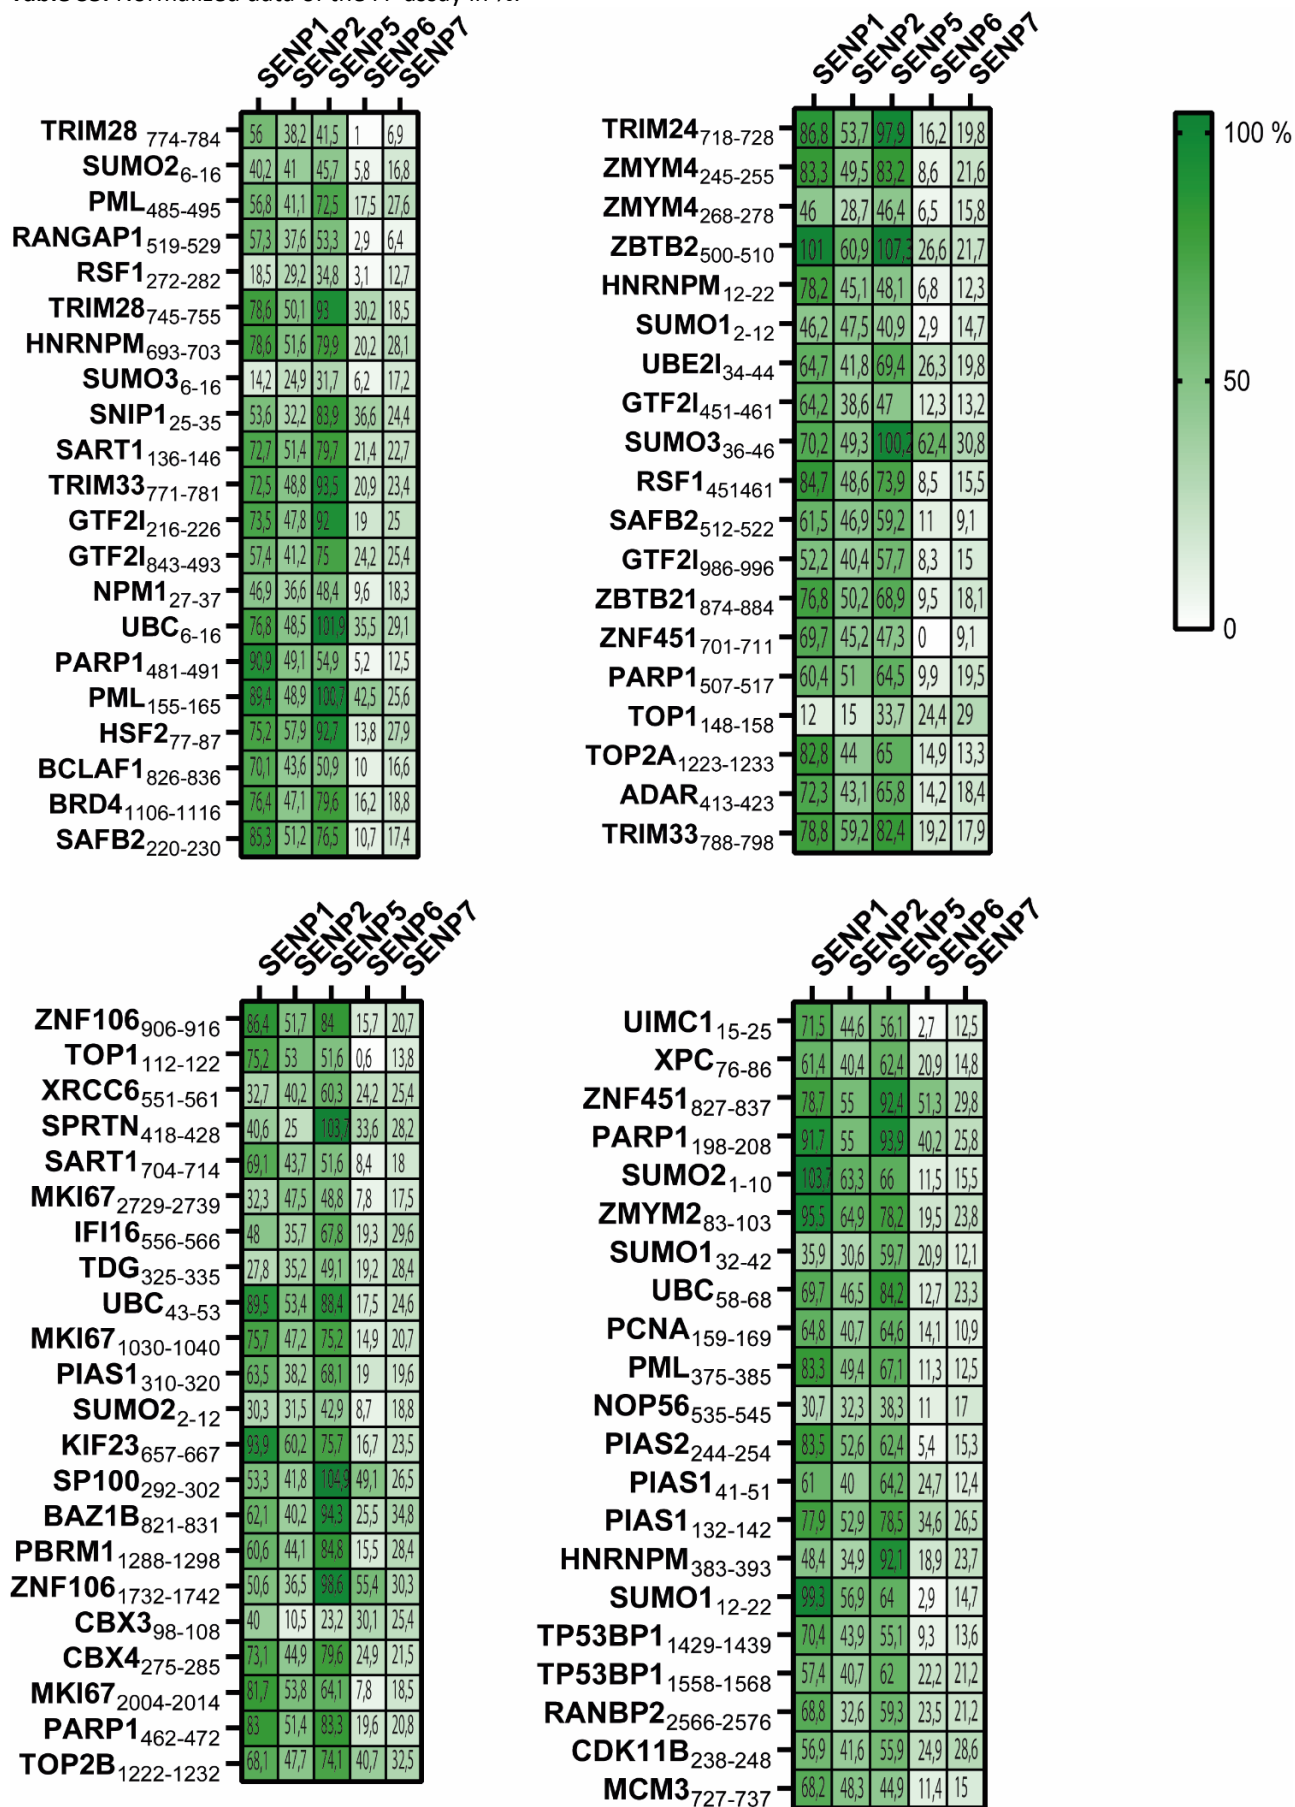 SENP1 SENP2 SENP5 SENP6 SENP7
TRIM28 774-784 56 38,2 41,5 1 6,9
SUMO2 6-16 40,2 41 45,7 5,8 16,8
PML 485-495 56,8 41,1 72,5 17,5 27,6
RANGAP1 519-529 57,3 37,6 53,3 2,9 6,4
RSF1 272-282 18,5 29,2 34,8 3,1 12,7
TRIM28 745-755 78,6 50,1 93 30,2 18,5
HNRNPM 693-703 78,6 51,6 79,9 20,2 28,1
SUMO3 6-16 14,2 24,9 31,7 6,2 17,2
SNIP1 25-35 53,6 32,2 83,9 36,6 24,4
SART1 136-146 72,7 51,4 79,7 21,4 22,7
TRIM33 771-781 72,5 48,8 93,5 20,9 23,4
GTF2I 216-226 73,5 47,8 92 19 25
GTF2I 843-493 57,4 41,2 75 24,2 25,4
NPM1 27-37 46,9 36,6 48,4 9,6 18,3
UBC 6-16 76,8 48,5 101,9 35,5 29,1
PARP1 481-491 90,9 49,1 54,9 5,2 12,5
PML 155-165 89,4 48,9 100,7 42,5 25,6
HSF2 77-87 75,2 57,9 92,7 13,8 27,9
BCLAF1 826-836 70,1 43,6 50,9 10 16,6
BRD4 1106-1116 76,4 47,1 79,6 16,2 18,8
SAFB2 220-230 85,3 51,2 76,5 10,7 17,4
SENP1 SENP2 SENP5 SENP6 SENP7
TRIM24 718-728 86,8 53,7 97,9 16,2 19,8
ZMYM4 245-255 83,3 49,5 83,2 8,6 21,6
ZMYM4 268-278 46 28,7 46,4 6,5 15,8
ZBTB2 500-510 101 60,9 107,3 26,6 21,7
HNRNPM 12-22 78,2 45,1 48,1 6,8 12,3
SUMO1 2-12 46,2 47,5 40,9 2,9 14,7
UBE2I 34-44 64,7 41,8 69,4 26,3 19,8
GTF2I 451-461 64,2 38,6 47 12,3 13,2
SUMO3 36-46 70,2 49,3 100,2 62,4 30,8
RSF1 451461 84,7 48,6 73,9 8,5 15,5
SAFB2 512-522 61,5 46,9 59,2 11 9,1
GTF2I 986-996 52,2 40,4 57,7 8,3 15
ZBTB21 874-884 76,8 50,2 68,9 9,5 18,1
ZNF451 701-711 69,7 45,2 47,3 0 9,1
PARP1 507-517 60,4 51 64,5 9,9 19,5
TOP1 148-158 12 15 33,7 24,4 29
TOP2A 1223-1233 82,8 44 65 14,9 13,3
ADAR 413-423 72,3 43,1 65,8 14,2 18,4
TRIM33 788-798 78,8 59,2 82,4 19,2 17,9
100 %
50
0
SENP1 SENP2 SENP5 SENP6 SENP7
ZNF106 906-916 86,4 51,7 84 15,7 20,7
TOP1 112-122 75,2 53 51,6 0,6 13,8
XRCC6 551-561 32,7 40,2 60,3 24,2 25,4
SPRTN 418-428 40,6 25 103,7 33,6 28,2
SART1 704-714 69,1 43,7 51,6 8,4 18
MKI67 2729-2739 32,3 47,5 48,8 7,8 17,5
IFI16 556-566 48 35,7 67,8 19,3 29,6
TDG 325-335 27,8 35,2 49,1 19,2 28,4
UBC 43-53 89,5 53,4 88,4 17,5 24,6
MKI67 1030-1040 75,7 47,2 75,2 14,9 20,7
PIAS1 310-320 63,5 38,2 68,1 19 19,6
SUMO2 2-12 30,3 31,5 42,9 8,7 18,8
KIF23 657-667 93,9 60,2 75,7 16,7 23,5
SP100 292-302 53,3 41,8 104,9 49,1 26,5
BAZ1B 821-831 62,1 40,2 94,3 25,5 34,8
PBRM1 1288-1298 60,6 44,1 84,8 15,5 28,4
ZNF106 1732-1742 50,6 36,5 98,6 55,4 30,3
CBX3 98-108 40 10,5 23,2 30,1 25,4
CBX4 275-285 73,1 44,9 79,6 24,9 21,5
MKI67 2004-2014 81,7 53,8 64,1 7,8 18,5
PARP1 462-472 83 51,4 83,3 19,6 20,8
TOP2B 1222-1232 68,1 47,7 74,1 40,7 32,5
SENP1 SENP2 SENP5 SENP6 SENP7
UIMC1 15-25 71,5 44,6 56,1 2,7 12,5
XPC 76-86 61,4 40,4 62,4 20,9 14,8
ZNF451 827-837 78,7 55 92,4 51,3 29,8
PARP1 198-208 91,7 55 93,9 40,2 25,8
SUMO2 1-10 103,7 63,3 66 11,5 15,5
ZMYM2 83-103 95,5 64,9 78,2 19,5 23,8
SUMO1 32-42 35,9 30,6 59,7 20,9 12,1
UBC 58-68 69,7 46,5 84,2 12,7 23,3
PCNA 159-169 64,8 40,7 64,6 14,1 10,9
PML 375-385 83,3 49,4 67,1 11,3 12,5
NOP56 535-545 30,7 32,3 38,3 11 17
PIAS2 244-254 83,5 52,6 62,4 5,4 15,3
PIAS1 41-51 61 40 64,2 24,7 12,4
PIAS1 132-142 77,9 52,9 78,5 34,6 26,5
HNRNPM 383-393 48,4 34,9 92,1 18,9 23,7
SUMO1 12-22 99,3 56,9 64 2,9 14,7
TP53BP1 1429-1439 70,4 43,9 55,1 9,3 13,6
TP53BP1 1558-1568 57,4 40,7 62 22,2 21,2
RANBP2 2566-2576 68,8 32,6 59,3 23,5 21,2
CDK11B 238-248 56,9 41,6 55,9 24,9 28,6
MCM3 727-737 68,2 48,3 44,9 11,4 15